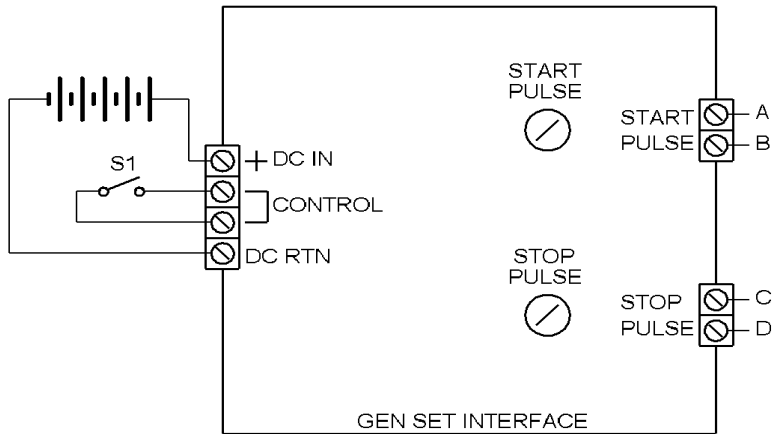 START
PULSE
START
PULSE
A
B
S1
+ DC IN
CONTROL
DC RTN
STOP
PULSE
STOP
PULSE
C
D
GEN SET INTERFACE